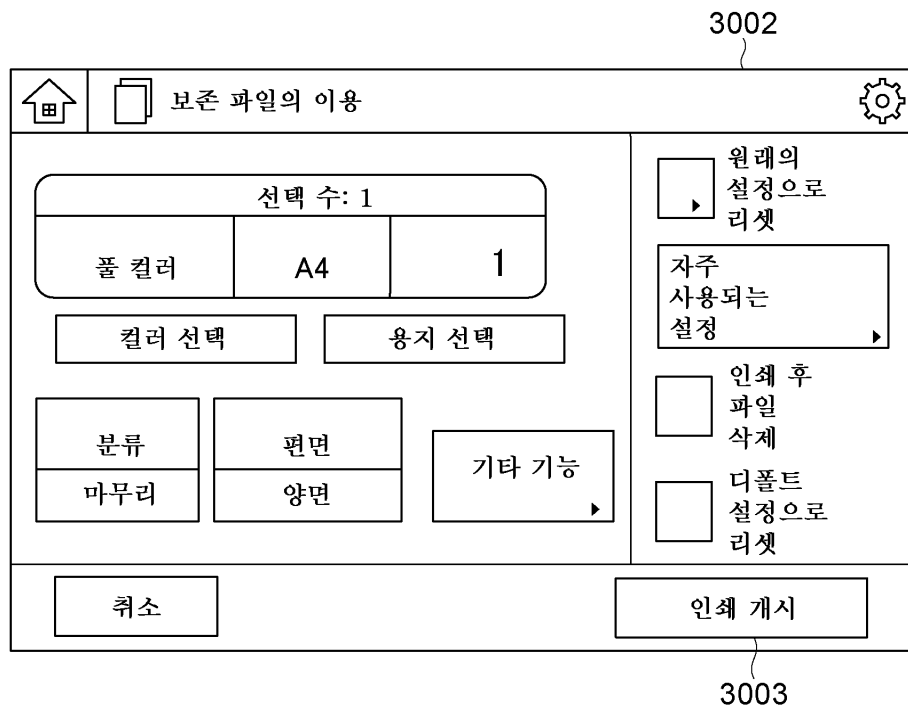 3002
보존 파일의 이용
선택 수: 1
풀 컬러
A4
1
컬러 선택
용지 선택
분류
마무리
편면
양면
기타 기능
원래의
설정으로
리셋
자주
사용되는
설정
인쇄 후
파일
삭제
디폴트
설정으로
리셋
취소
인쇄 개시
3003